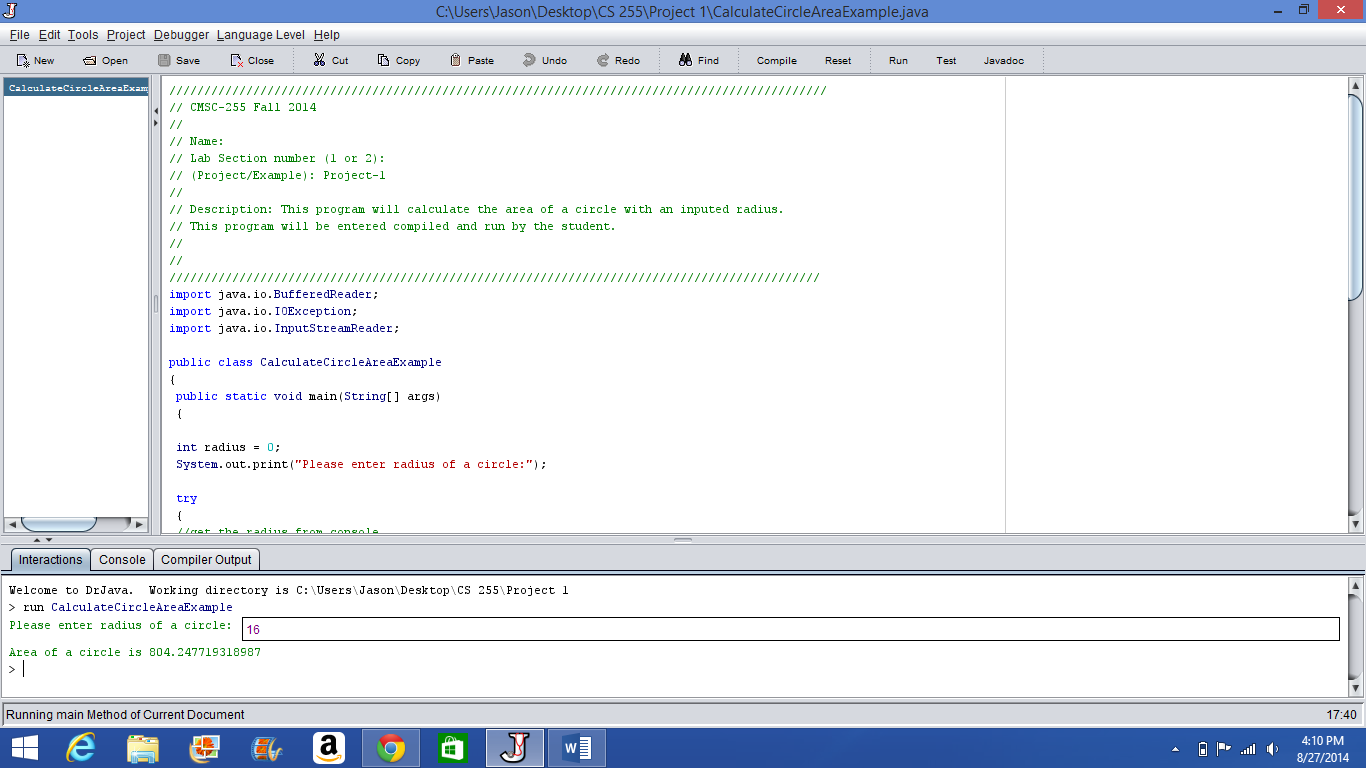 C:\Users\Jason\Desktop\CS 255\Project 1\CalculateCircleAreaExample.java
File Edit Tools Project Debugger Language Level Help
New Open Save Close Cut Copy Paste Undo Redo Find Compile Reset Run Test Javadoc
CalculateCircleAreaExam
//////////////////////////////////////////////////////////////////////////////////////////////
// CMSC-255 Fall 2014
//
// Name:
// Lab Section number (1 or 2):
// (Project/Example): Project-1
//
// Description: This program will calculate the area of a circle with an inputed radius.
// This program will be entered compiled and run by the student.
//
//
/////////////////////////////////////////////////////////////////////////////////////////////
import java.io.BufferedReader;
import java.io.IOException;
import java.io.InputStreamReader;
public class CalculateCircleAreaExample
{
public static void main(String[] args)
{
int radius = 0;
System.out.print("Please enter radius of a circle:");
try
{
//get the radius from console
Interactions Console Compiler Output
Welcome to DrJava.  Working directory is C:\Users\Jason\Desktop\CS 255\Project 1
> run CalculateCircleAreaExample
Please enter radius of a circle: 16
Area of a circle is 804.247719318987
>
Running main Method of Current Document 17:40
4:10 PM
8/27/2014